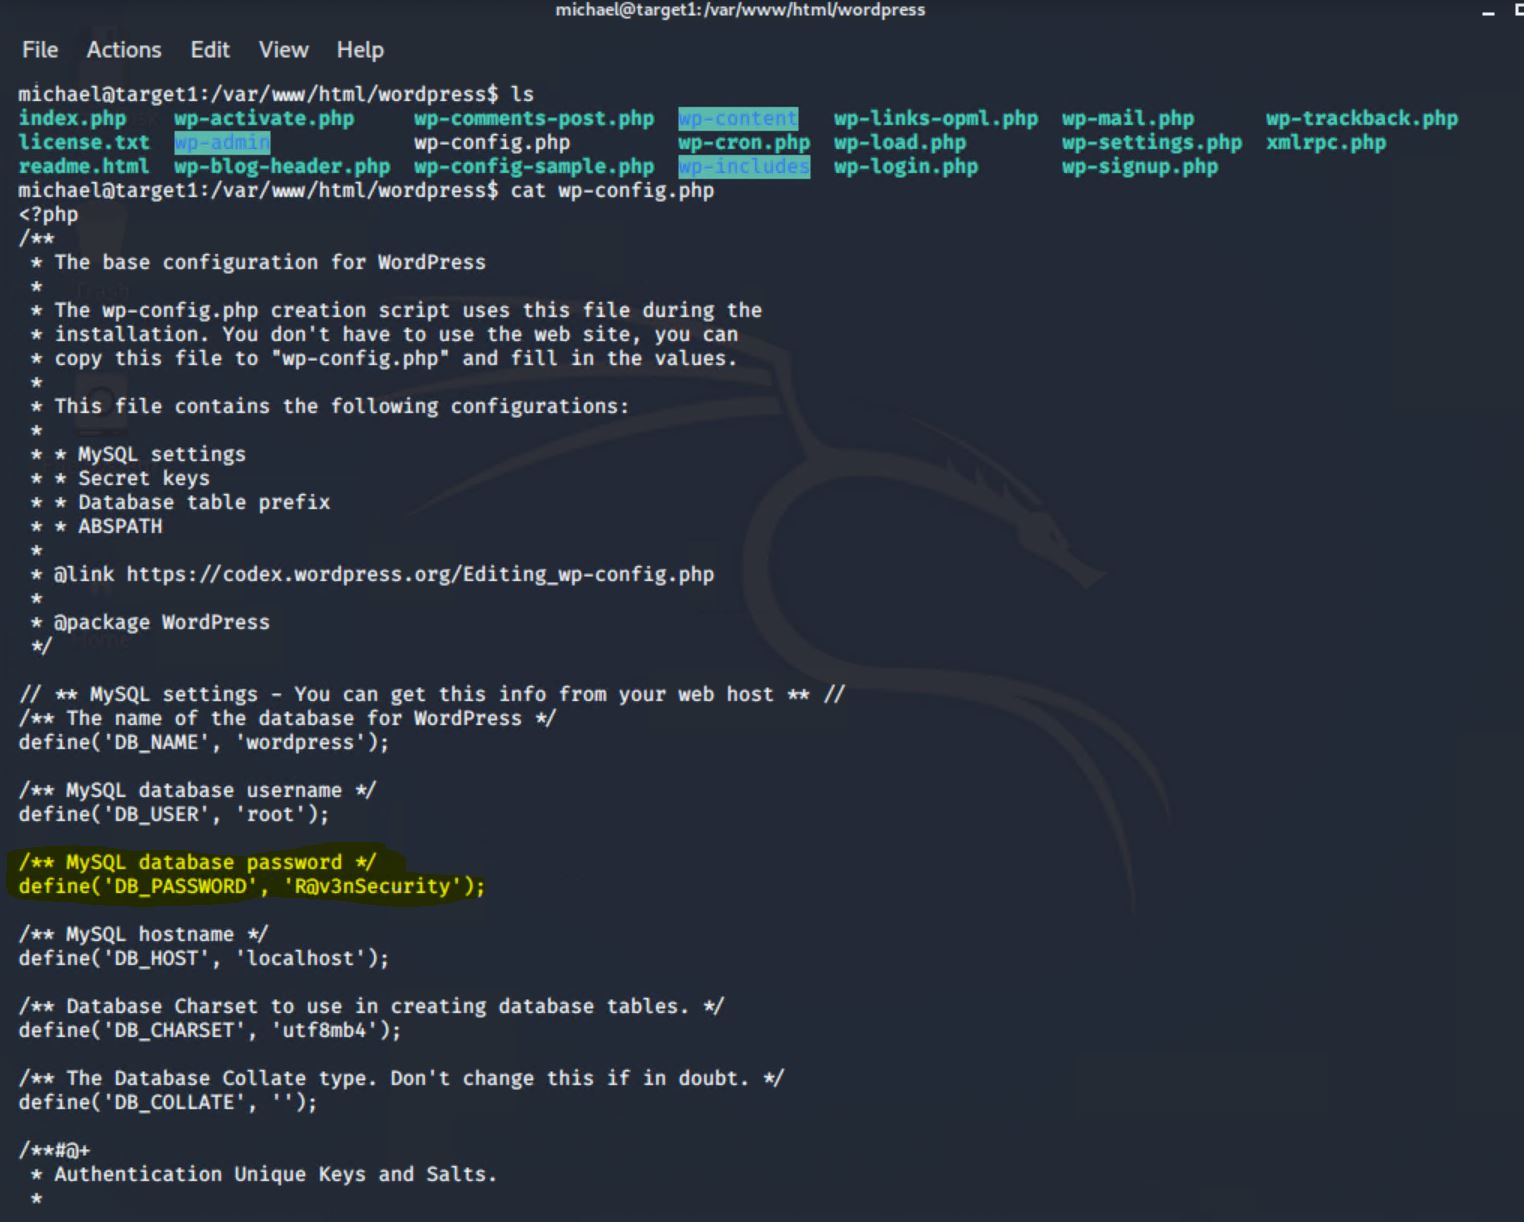 michael@target1:/var/www/html/wordpress
File Actions Edit View Help
michael@target1:/var/www/html/wordpress$ ls
index.php wp-activate.php wp-comments-post.php wp-content wp-links-opml.php wp-mail.php wp-trackback.php
license.txt wp-admin wp-config.php wp-cron.php wp-load.php wp-settings.php xmlrpc.php
readme.html wp-blog-header.php wp-config-sample.php wp-includes wp-login.php wp-signup.php
michael@target1:/var/www/html/wordpress$ cat wp-config.php
<?php
/**
 * The base configuration for WordPress
 *
 * The wp-config.php creation script uses this file during the
 * installation. You don't have to use the web site, you can
 * copy this file to "wp-config.php" and fill in the values.
 *
 * This file contains the following configurations:
 *
 * * MySQL settings
 * * Secret keys
 * * Database table prefix
 * * ABSPATH
 *
 * @link https://codex.wordpress.org/Editing_wp-config.php
 *
 * @package WordPress
 */
// ** MySQL settings - You can get this info from your web host ** //
/** The name of the database for WordPress */
define('DB_NAME', 'wordpress');
/** MySQL database username */
define('DB_USER', 'root');
/** MySQL database password */
define('DB_PASSWORD', 'R@v3nSecurity');
/** MySQL hostname */
define('DB_HOST', 'localhost');
/** Database Charset to use in creating database tables. */
define('DB_CHARSET', 'utf8mb4');
/** The Database Collate type. Don't change this if in doubt. */
define('DB_COLLATE', '');
/**#@+
 * Authentication Unique Keys and Salts.
 *
Trash
Home